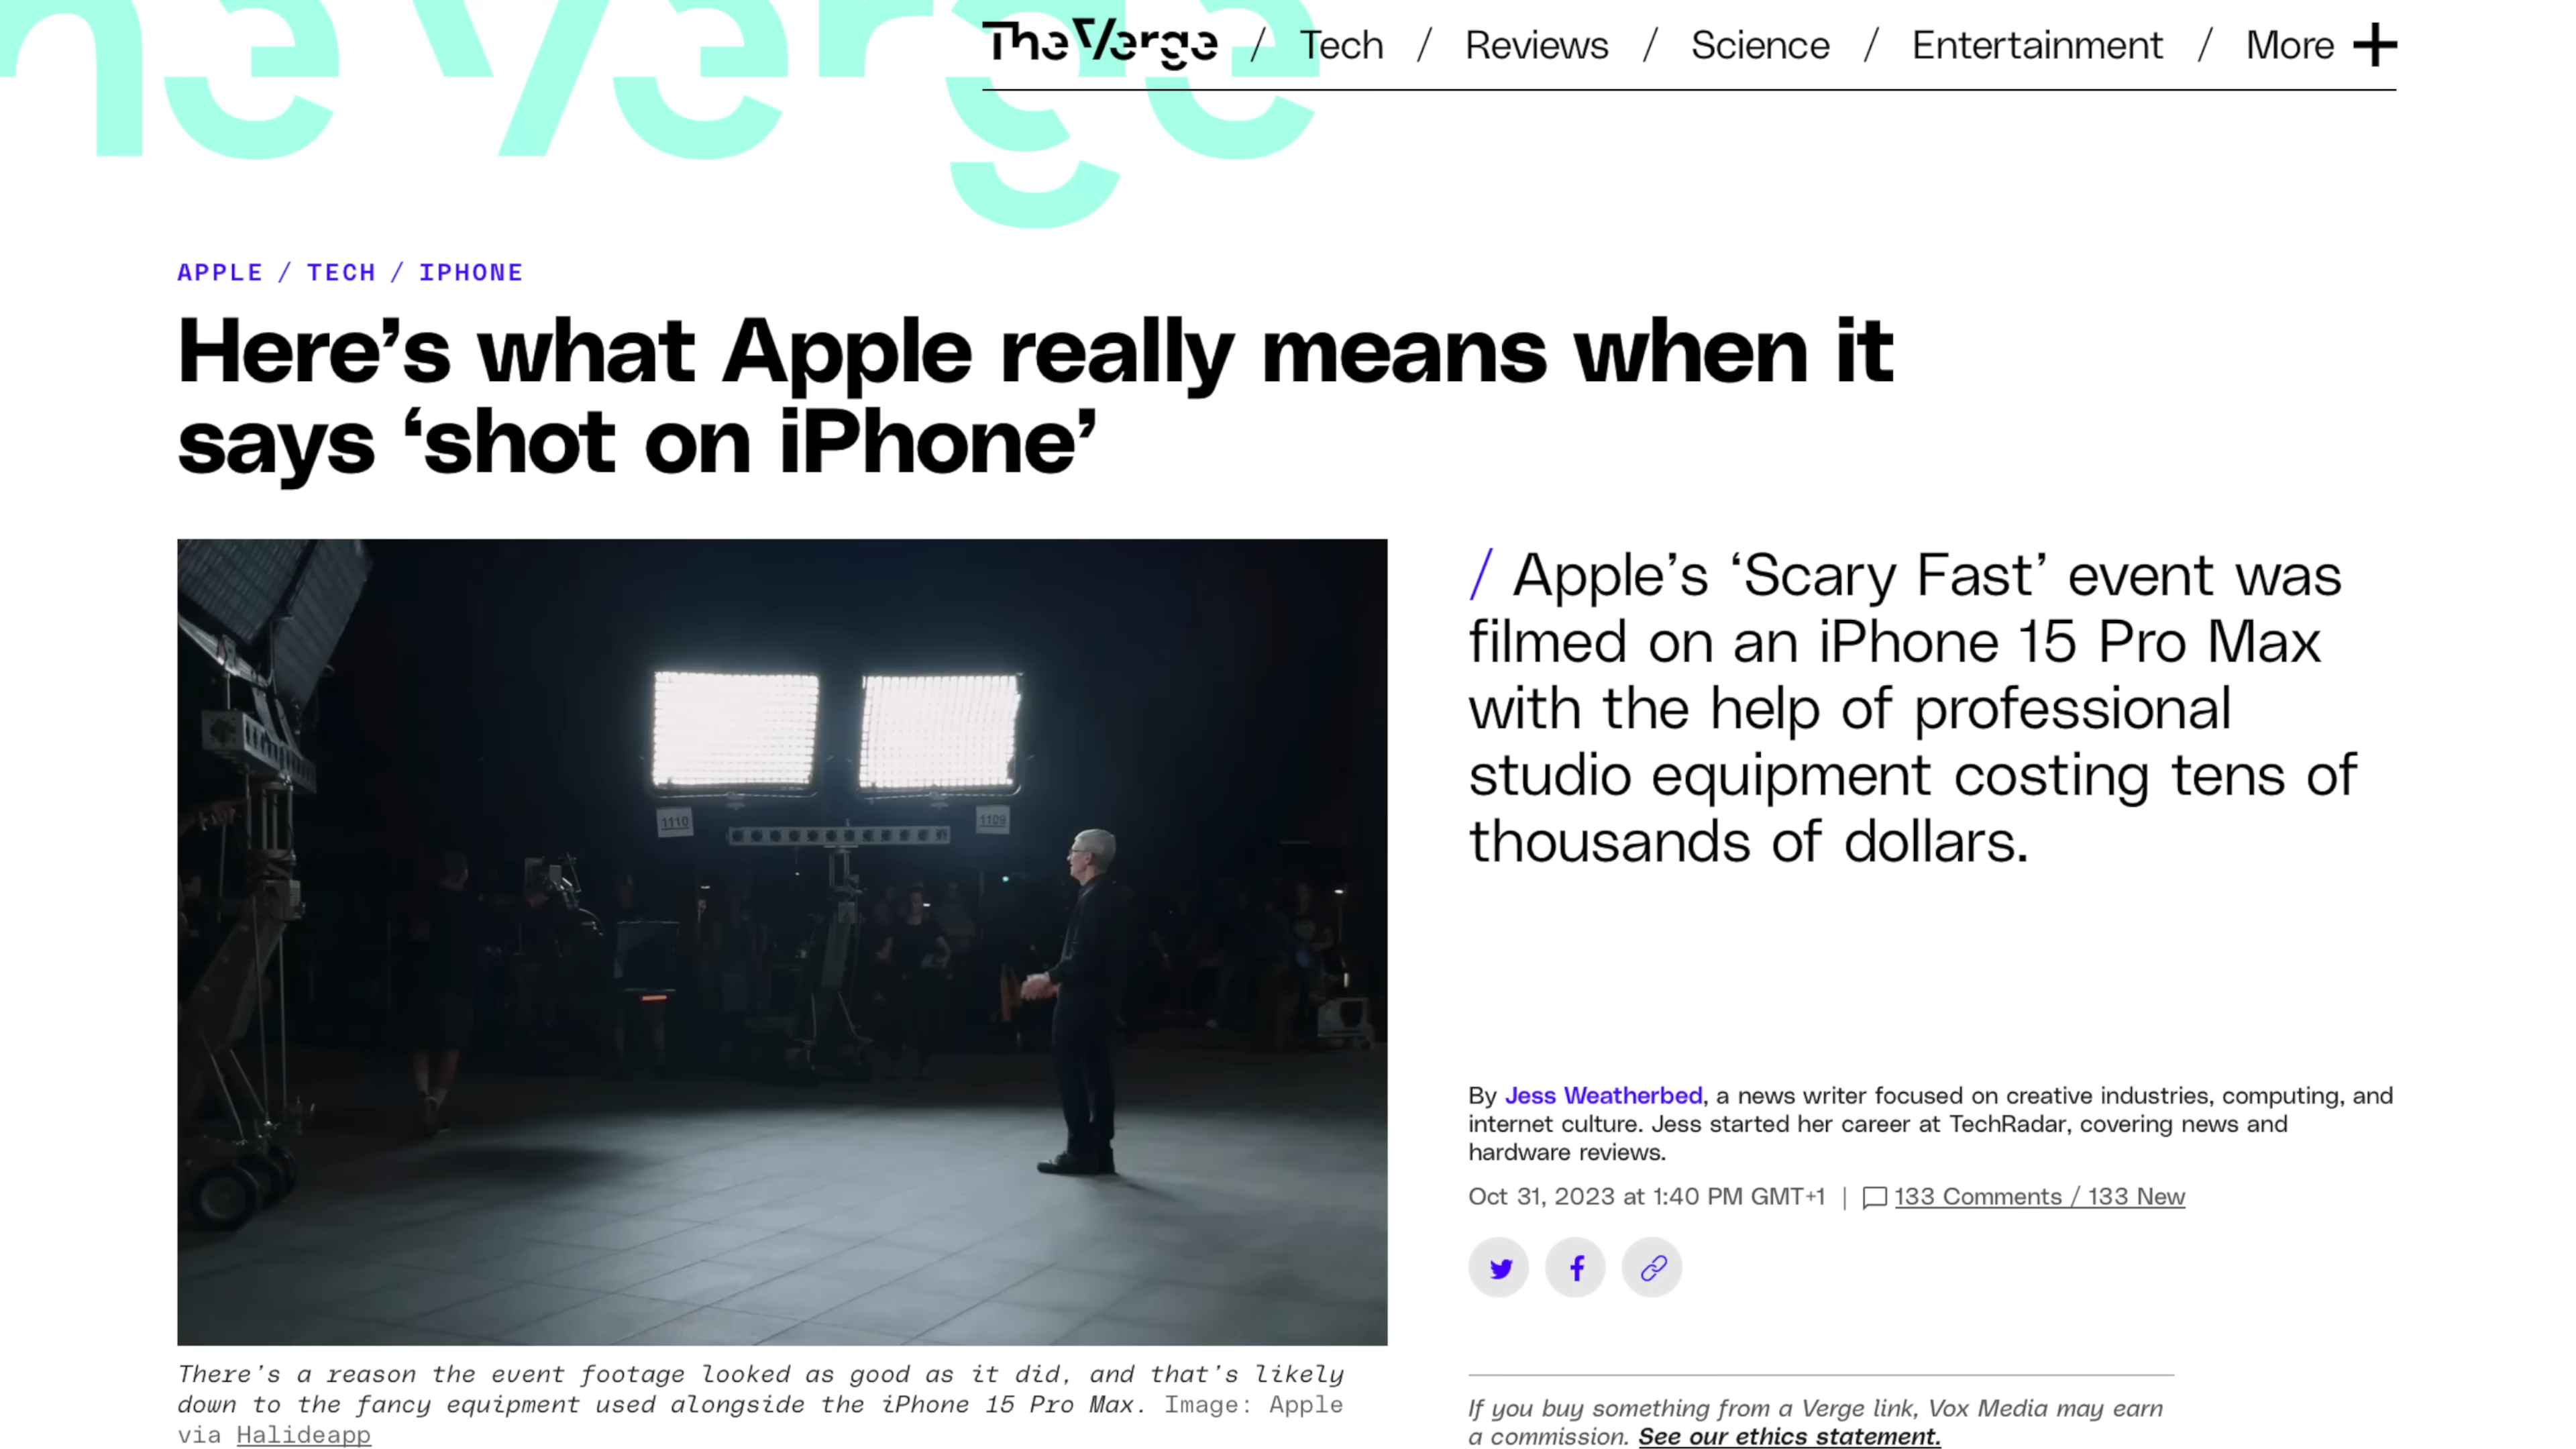 he Verge
The Verge / Tech / Reviews / Science / Entertainment / More
APPLE / TECH / IPHONE
Here’s what Apple really means when it
says ‘shot on iPhone’
1110
1109
/ Apple’s ‘Scary Fast’ event was
filmed on an iPhone 15 Pro Max
with the help of professional
studio equipment costing tens of
thousands of dollars.
By Jess Weatherbed, a news writer focused on creative industries, computing, and
internet culture. Jess started her career at TechRadar, covering news and
hardware reviews.
Oct 31, 2023 at 1:40 PM GMT+1 | 133 Comments / 133 New
There’s a reason the event footage looked as good as it did, and that’s likely
down to the fancy equipment used alongside the iPhone 15 Pro Max. Image: Apple
via Halideapp
If you buy something from a Verge link, Vox Media may earn
a commission. See our ethics statement.